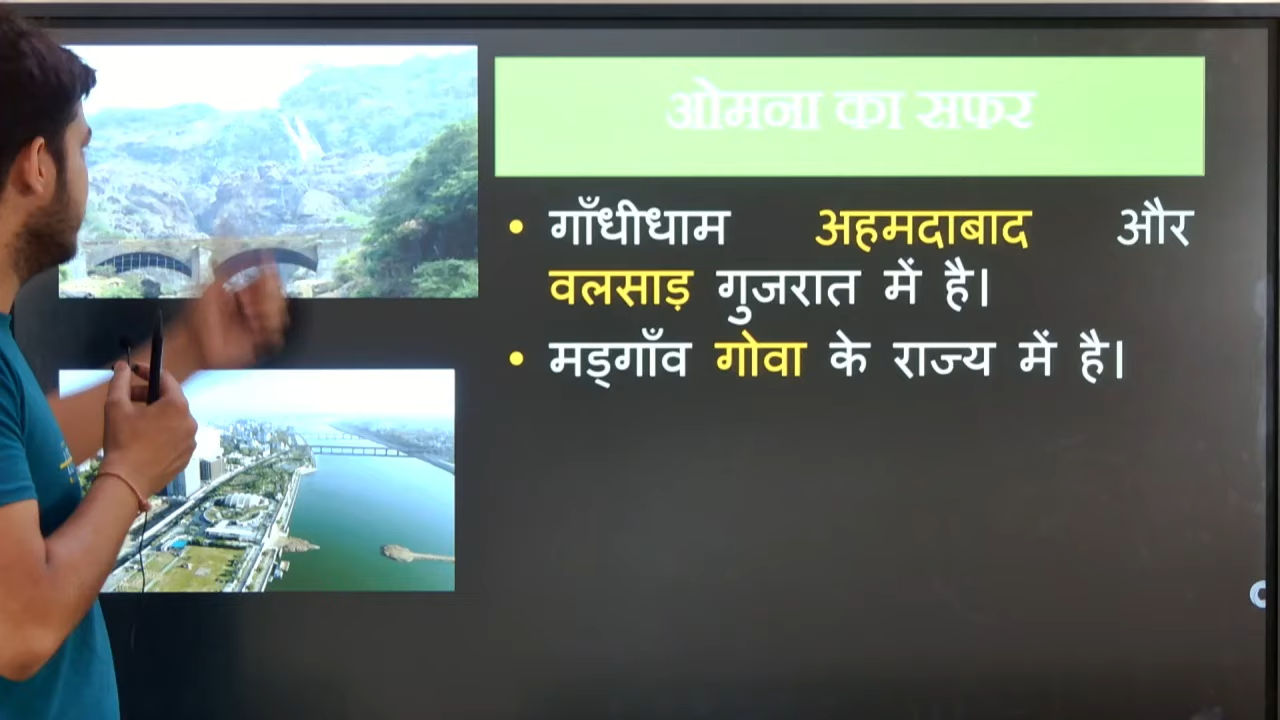 ओमना का सफर
• गाँधीधाम अहमदाबाद और
वलसाड़ गुजरात में है।
• मड्गाँव गोवा के राज्य में है।